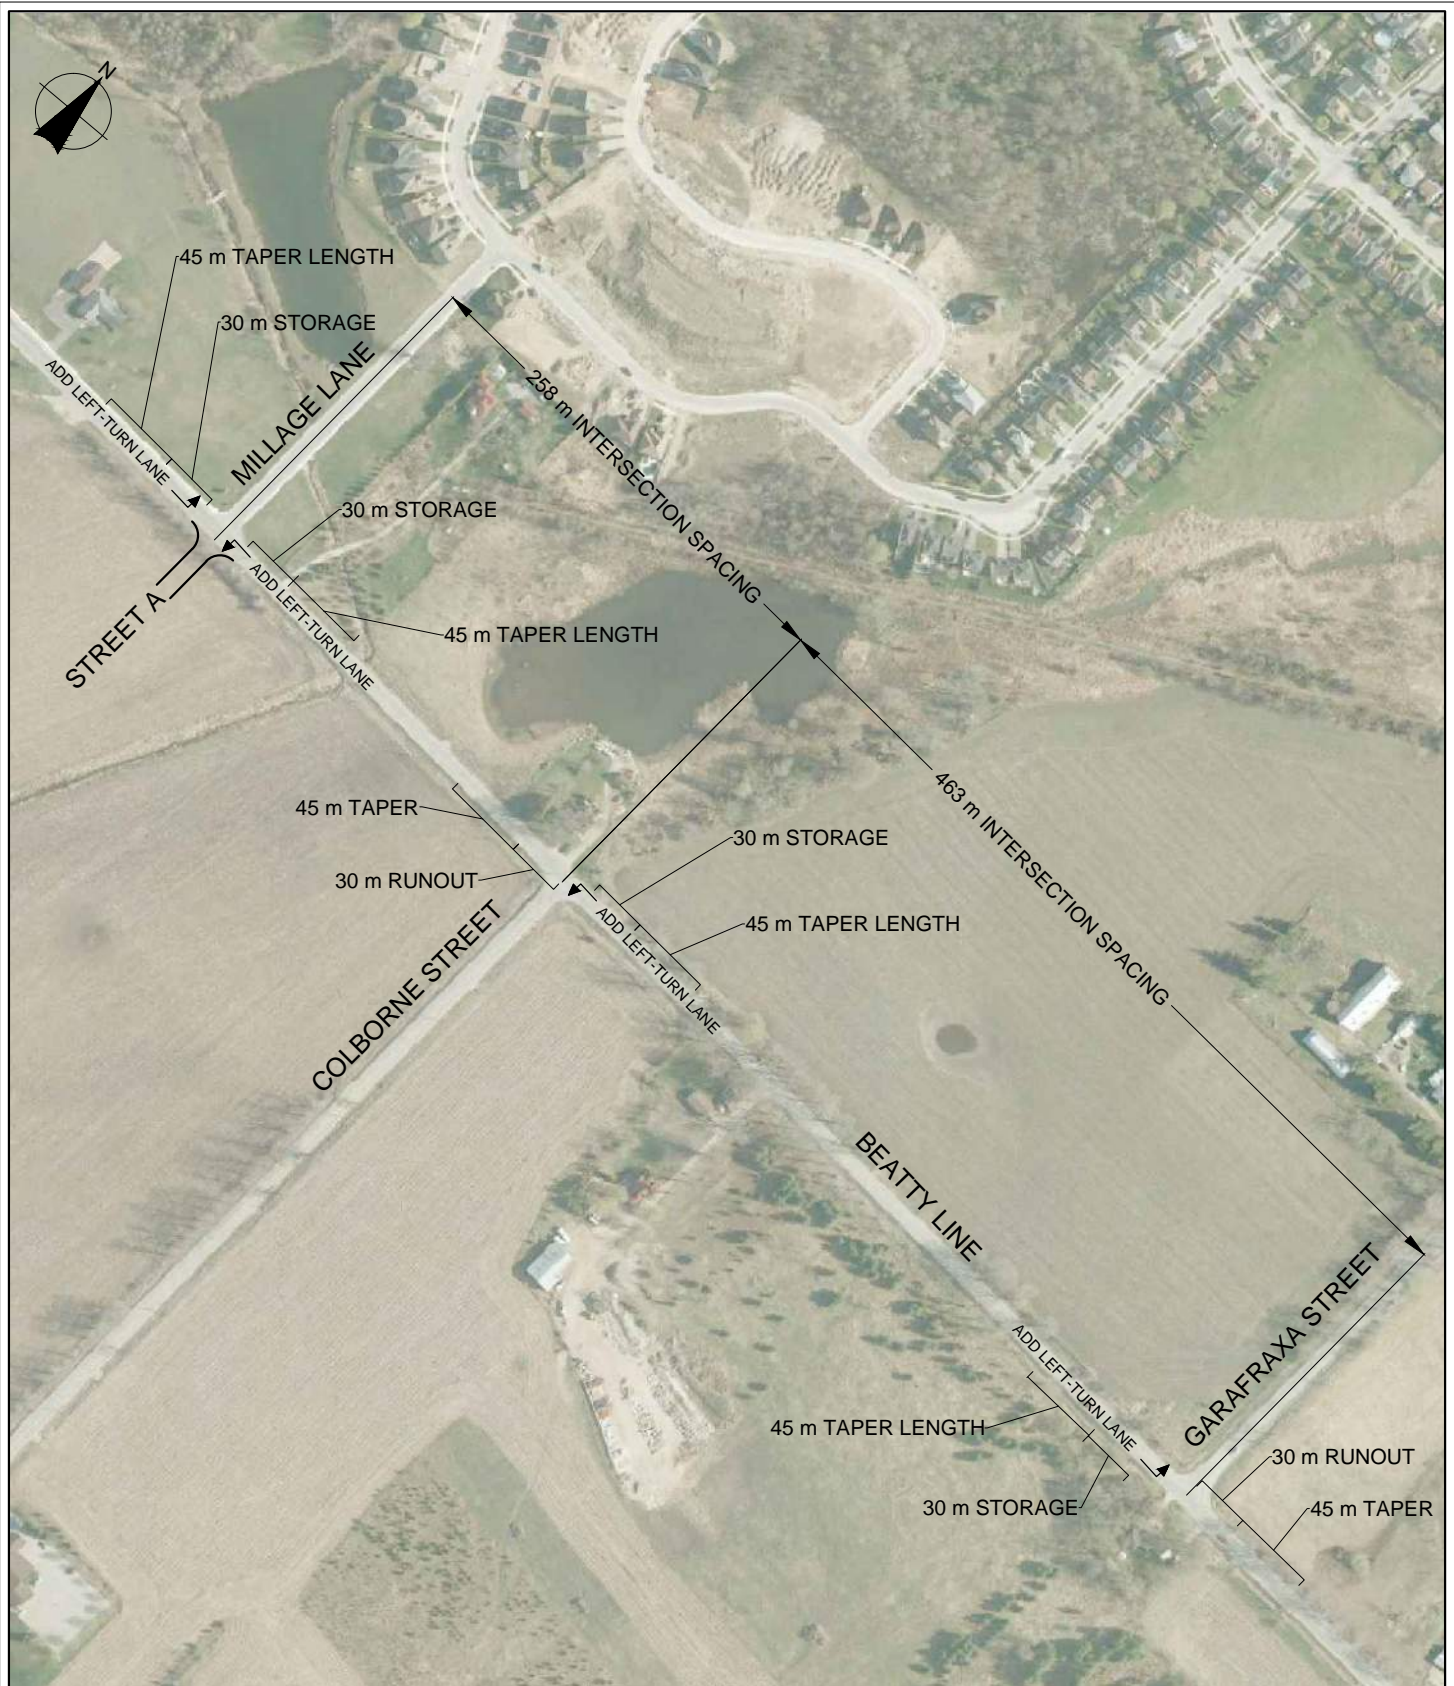 N
45 m TAPER LENGTH
30 m STORAGE
ADD LEFT-TURN LANE
MILLAGE LANE
258 m INTERSECTION SPACING
30 m STORAGE
ADD LEFT-TURN LANE
STREET A
45 m TAPER LENGTH
45 m TAPER
30 m STORAGE
463 m INTERSECTION SPACING
30 m RUNOUT
45 m TAPER LENGTH
ADD LEFT-TURN LANE
COLBORNE STREET
BEATTY LINE
ADD LEFT-TURN LANE
GARAFRAXA STREET
45 m TAPER LENGTH
30 m RUNOUT
30 m STORAGE
45 m TAPER